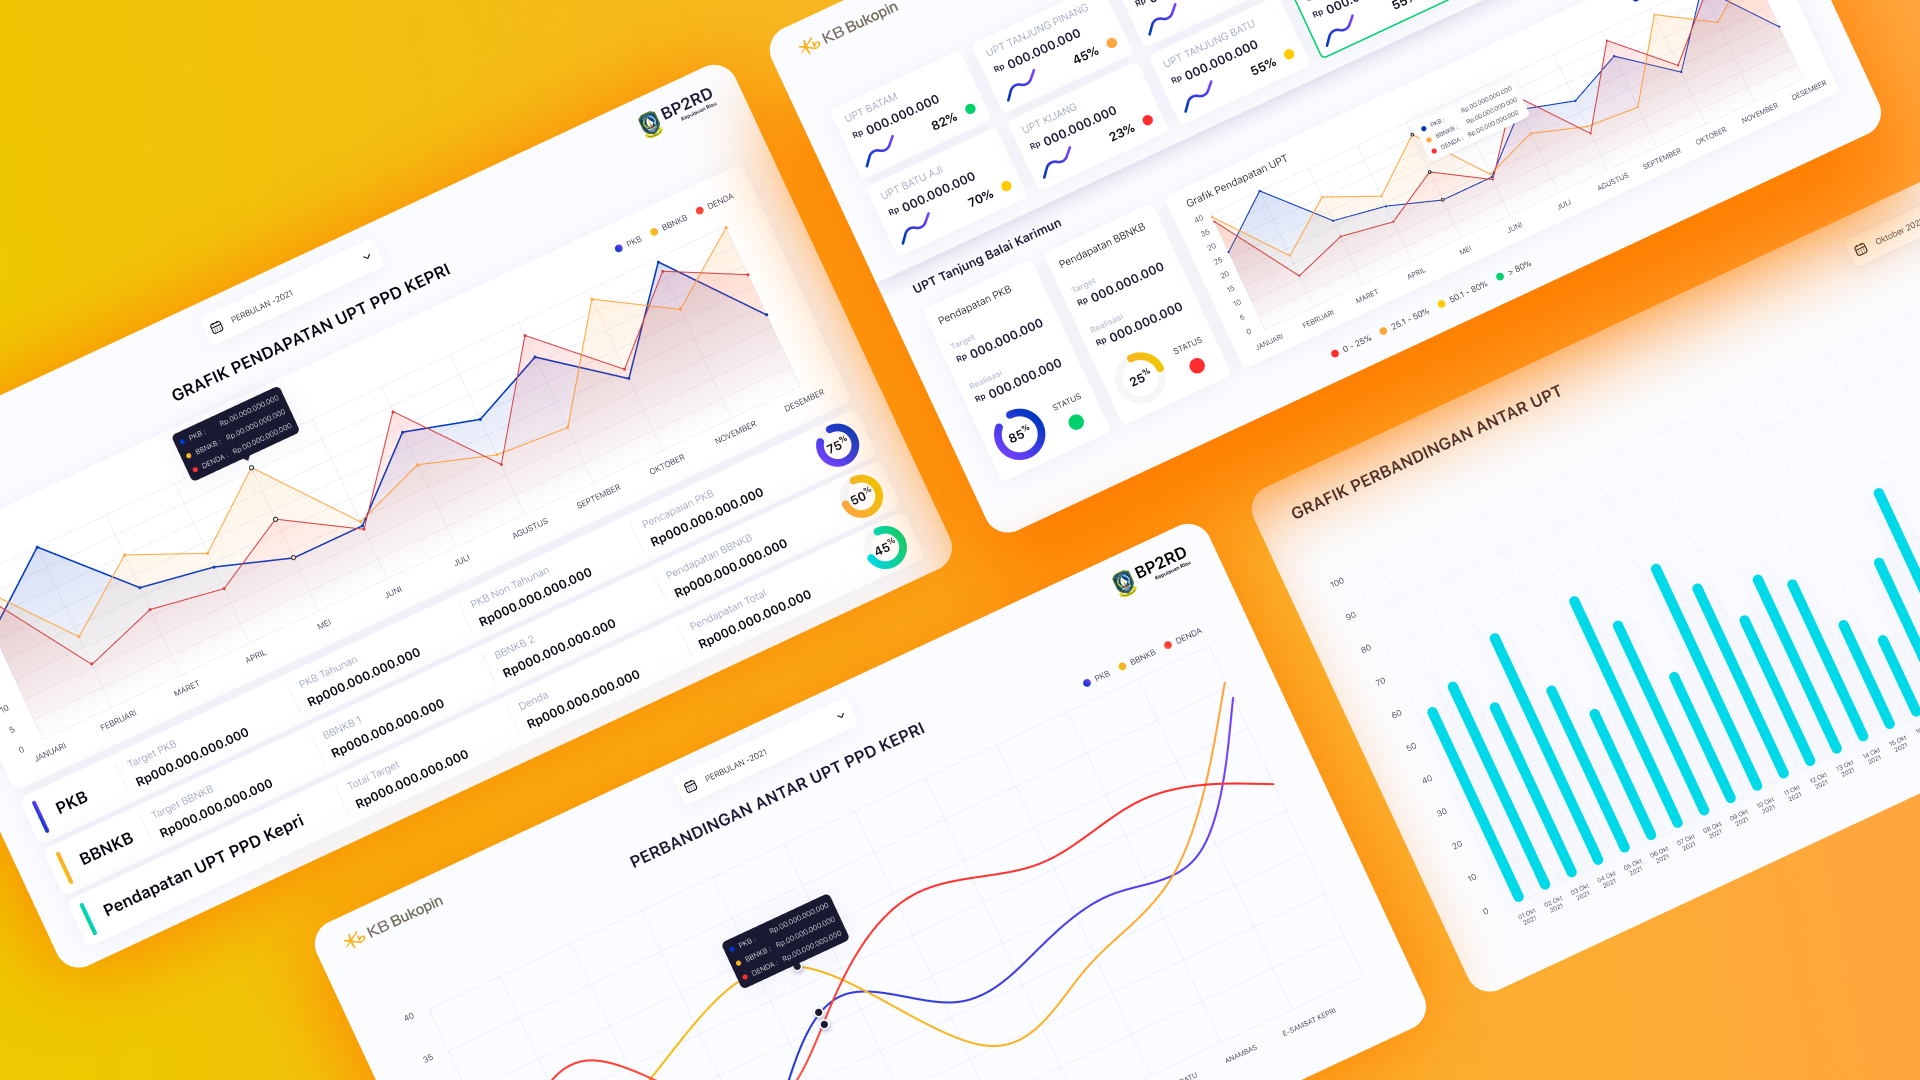 BP2RD
Kepulauan Riau
PERBULAN -2021
GRAFIK PENDAPATAN UPT PPD KEPRI
PKB
BBNKB
DENDA
PKB : Rp.00.000.000.000
BBNKB : Rp.00.000.000.000
DENDA : Rp.00.000.000.000
10
5
0
JANUARI
FEBRUARI
MARET
APRIL
MEI
JUNI
JULI
AGUSTUS
SEPTEMBER
OKTOBER
NOVEMBER
DESEMBER
PKB
Target PKB
Rp000.000.000.000
PKB Tahunan
Rp000.000.000.000
PKB Non Tahunan
Rp000.000.000.000
Pencapaian PKB
Rp000.000.000.000
75%
BBNKB
Target BBNKB
Rp000.000.000.000
BBNKB 1
Rp000.000.000.000
BBNKB 2
Rp000.000.000.000
Pendapatan BBNKB
Rp000.000.000.000
50%
Pendapatan UPT PPD Kepri
Total Target
Rp000.000.000.000
Denda
Rp000.000.000.000
Pendapatan Total
Rp000.000.000.000
45%
KB Bukopin
UPT BATAM
Rp 000.000.000
82%
UPT TANJUNG PINANG
Rp 000.000.000
45%
UPT BATU AJI
Rp 000.000.000
70%
UPT KUANG
Rp 000.000.000
23%
UPT TANJUNG BATU
Rp 000.000.000
55%
Rp 000.000.000
55%
UPT Tanjung Balai Karimun
Pendapatan PKB
Target
Rp 000.000.000
Realisasi
Rp 000.000.000
85%
STATUS
Pendapatan BBNKB
Target
Rp 000.000.000
Realisasi
Rp 000.000.000
25%
STATUS
Grafik Pendapatan UPT
40
35
20
25
20
15
10
5
0
PKB : Rp.00.000.000.000
BBNKB : Rp.00.000.000.000
DENDA : Rp.00.000.000.000
JANUARI
FEBRUARI
MARET
APRIL
MEI
JUNI
JULI
AGUSTUS
SEPTEMBER
OKTOBER
NOVEMBER
DESEMBER
0 - 25%
25.1 - 50%
50.1 - 80%
> 80%
KB Bukopin
BP2RD
Kepulauan Riau
PERBULAN -2021
PERBANDINGAN ANTAR UPT PPD KEPRI
PKB
BBNKB
DENDA
PKB : Rp.00.000.000.000
BBNKB : Rp.00.000.000.000
DENDA : Rp.00.000.000.000
40
35
ANAMBAS
E-SAMSAT KEPRI
Oktober 202
GRAFIK PERBANDINGAN ANTAR UPT
100
90
80
70
60
50
40
30
20
10
0
01 Okt 2021
02 Okt 2021
03 Okt 2021
04 Okt 2021
05 Okt 2021
06 Okt 2021
07 Okt 2021
08 Okt 2021
09 Okt 2021
10 Okt 2021
11 Okt 2021
12 Okt 2021
13 Okt 2021
14 Okt 2021
15 Okt 2021